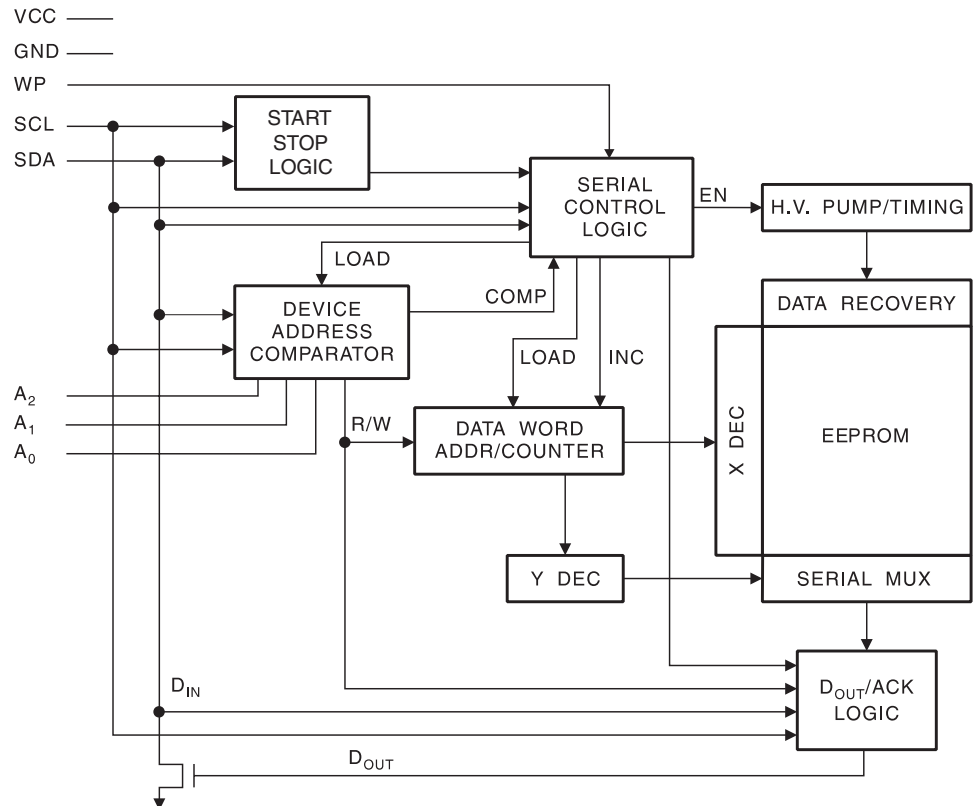 VCC
GND
WP
SCL
SDA
START
STOP
LOGIC
SERIAL
CONTROL
LOGIC
EN
H.V. PUMP/TIMING
LOAD
COMP
DATA RECOVERY
DEVICE
ADDRESS
COMPARATOR
LOAD
INC
A2
A1
A0
R/W
DATA WORD
ADDR/COUNTER
X DEC
EEPROM
Y DEC
SERIAL MUX
DIN
DOUT/ACK
LOGIC
DOUT